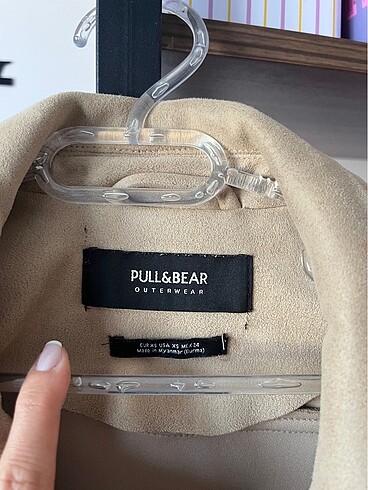 PULL&BEAR
OUTERWEAR
EUR XS USA XS MEX 24
Made in Myanmar (Burma)